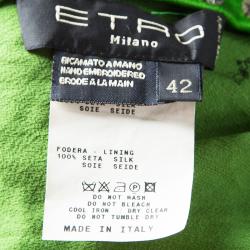 ETRO
Milano
RICAMATO A MANO
HAND EMBROIDERED
BRODÉ A LA MAIN
42
SOIE SEIDE
FODERA - LINING
100% SETA SILK
SOIE SEIDE
DO NOT WASH
DO NOT BLEACH
COOL IRON DRY CLEAR
DO NOT TUMBLE DRY
MADE IN ITALY